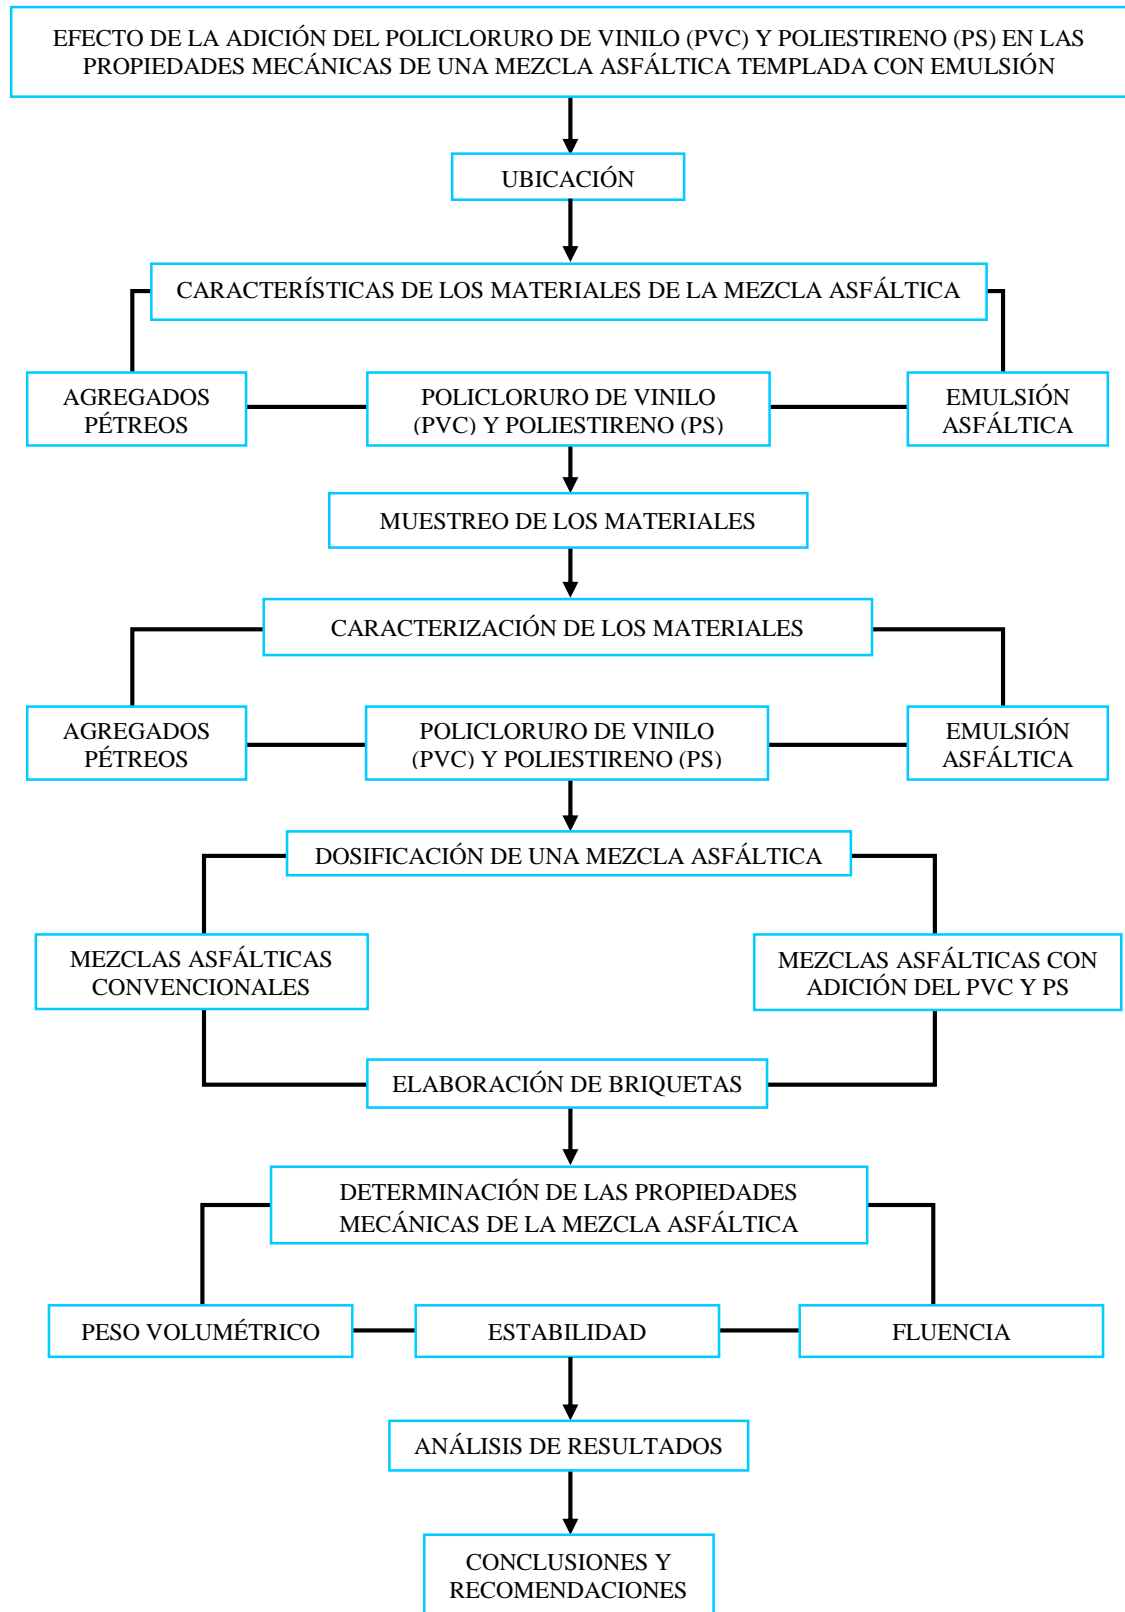 EFECTO DE LA ADICIÓN DEL POLICLORURO DE VINILO (PVC) Y POLIESTIRENO (PS) EN LAS
PROPIEDADES MECÁNICAS DE UNA MEZCLA ASFÁLTICA TEMPLADA CON EMULSIÓN
UBICACIÓN
CARACTERÍSTICAS DE LOS MATERIALES DE LA MEZCLA ASFÁLTICA
AGREGADOS
PÉTREOS
POLICLORURO DE VINILO
(PVC) Y POLIESTIRENO (PS)
EMULSIÓN
ASFÁLTICA
MUESTREO DE LOS MATERIALES
CARACTERIZACIÓN DE LOS MATERIALES
AGREGADOS
PÉTREOS
POLICLORURO DE VINILO
(PVC) Y POLIESTIRENO (PS)
EMULSIÓN
ASFÁLTICA
DOSIFICACIÓN DE UNA MEZCLA ASFÁLTICA
MEZCLAS ASFÁLTICAS
CONVENCIONALES
MEZCLAS ASFÁLTICAS CON
ADICIÓN DEL PVC Y PS
ELABORACIÓN DE BRIQUETAS
DETERMINACIÓN DE LAS PROPIEDADES
MECÁNICAS DE LA MEZCLA ASFÁLTICA
PESO VOLUMÉTRICO
ESTABILIDAD
FLUENCIA
ANÁLISIS DE RESULTADOS
CONCLUSIONES Y
RECOMENDACIONES